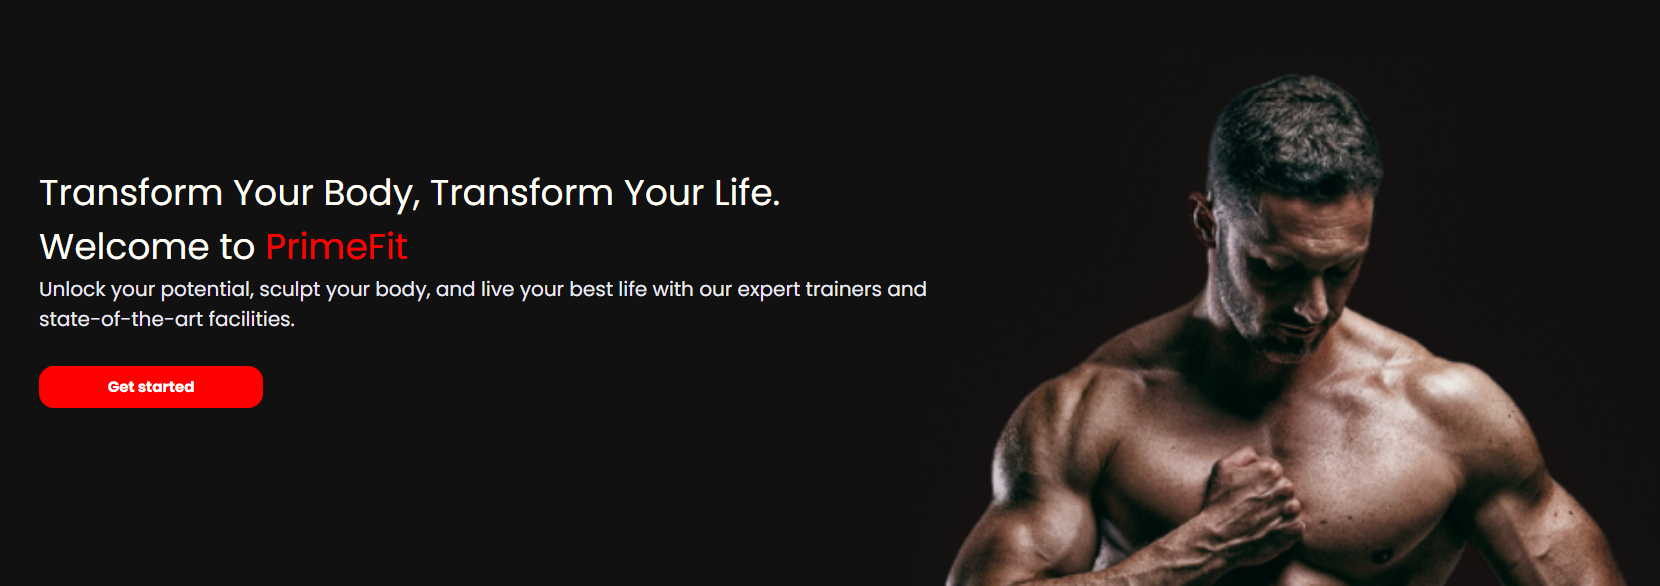 Transform Your Body, Transform Your Life.
Welcome to PrimeFit
Unlock your potential, sculpt your body, and live your best life with our expert trainers and
state-of-the-art facilities.
Get started